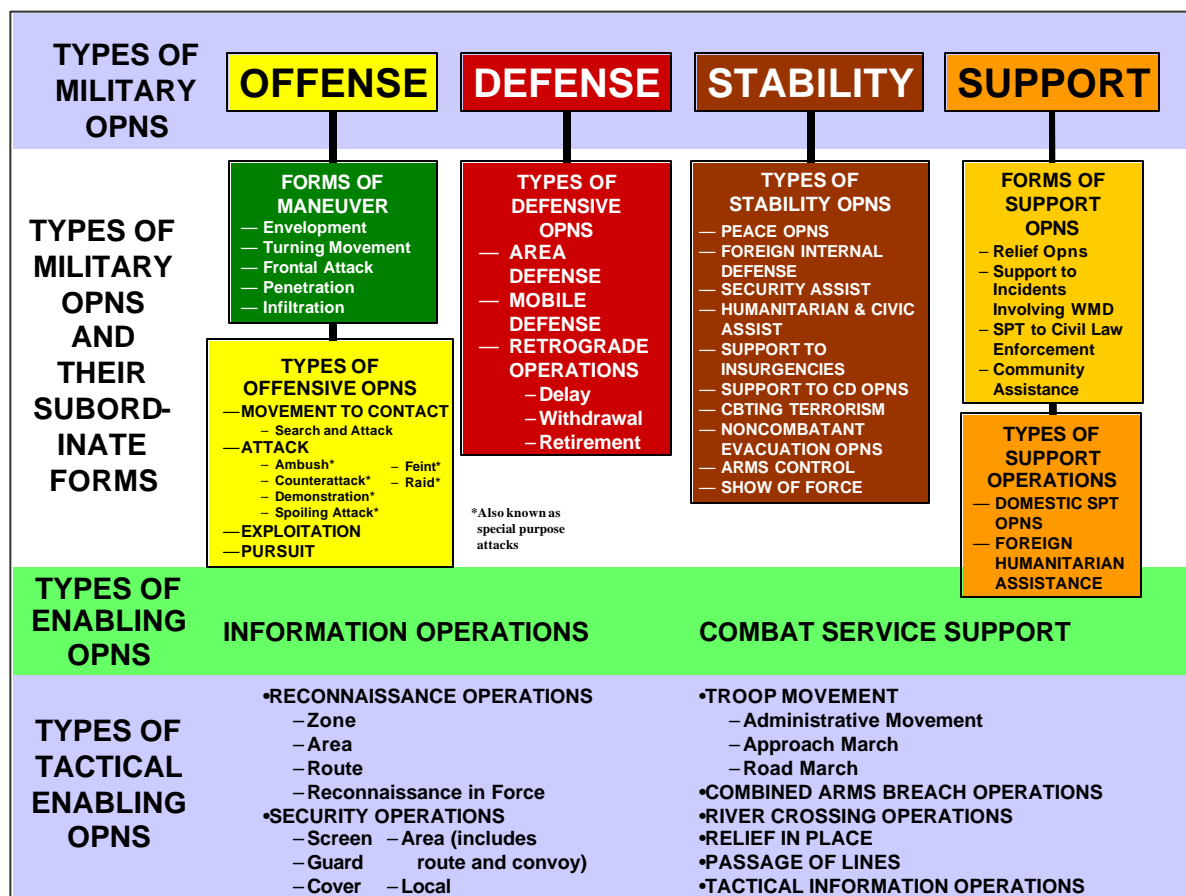 TYPES OF
MILITARY
OPNS
OFFENSE
DEFENSE
STABILITY
SUPPORT
TYPES OF
MILITARY
OPNS
AND
THEIR
SUBORD-
INATE
FORMS
FORMS OF
MANEUVER
— Envelopment
— Turning Movement
— Frontal Attack
— Penetration
— Infiltration
TYPES OF
OFFENSIVE OPNS
—MOVEMENT TO CONTACT
– Search and Attack
—ATTACK
– Ambush* – Feint*
– Counterattack* – Raid*
– Demonstration*
– Spoiling Attack*
—EXPLOITATION
—PURSUIT
TYPES OF
DEFENSIVE
OPNS
— AREA
DEFENSE
— MOBILE
DEFENSE
— RETROGRADE
OPERATIONS
–Delay
–Withdrawal
–Retirement
*Also known as
special purpose
attacks
TYPES OF
STABILITY OPNS
— PEACE OPNS
— FOREIGN INTERNAL
DEFENSE
— SECURITY ASSIST
— HUMANITARIAN & CIVIC
ASSIST
— SUPPORT TO
INSURGENCIES
— SUPPORT TO CD OPNS
— CBTING TERRORISM
— NONCOMBATANT
EVACUATION OPNS
— ARMS CONTROL
— SHOW OF FORCE
FORMS OF
SUPPORT
OPNS
– Relief Opns
– Support to
Incidents
Involving WMD
– SPT to Civil Law
Enforcement
– Community
Assistance
TYPES OF
SUPPORT
OPERATIONS
— DOMESTIC SPT
OPNS
— FOREIGN
HUMANITARIAN
ASSISTANCE
TYPES OF
ENABLING
OPNS
INFORMATION OPERATIONS
COMBAT SERVICE SUPPORT
TYPES OF
TACTICAL
ENABLING
OPNS
•RECONNAISSANCE OPERATIONS
–Zone
–Area
–Route
–Reconnaissance in Force
•SECURITY OPERATIONS
–Screen –Area (includes
–Guard route and convoy)
–Cover –Local
•TROOP MOVEMENT
–Administrative Movement
–Approach March
–Road March
•COMBINED ARMS BREACH OPERATIONS
•RIVER CROSSING OPERATIONS
•RELIEF IN PLACE
•PASSAGE OF LINES
•TACTICAL INFORMATION OPERATIONS